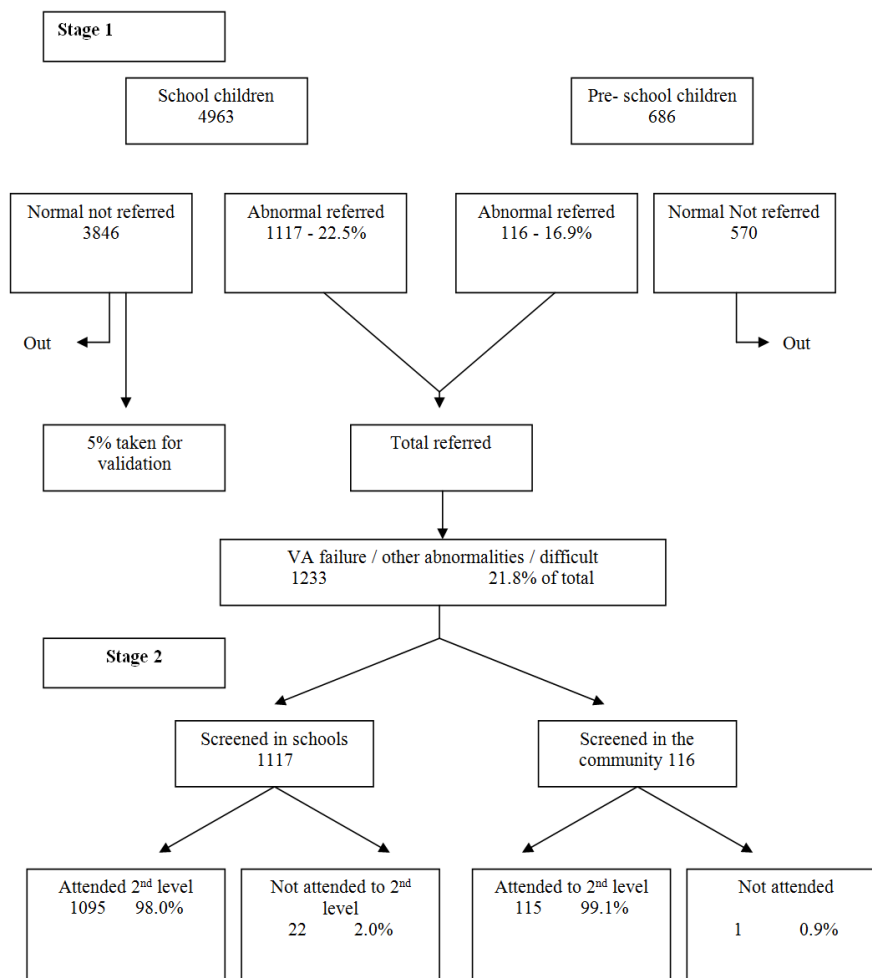 Stage 1
School children
4963
Pre- school children
686
Normal not referred
3846
Abnormal referred
1117 - 22.5%
Abnormal referred
116 - 16.9%
Normal Not referred
570
Out
Out
5% taken for
validation
Total referred
VA failure / other abnormalities / difficult
1233 21.8% of total
Stage 2
Screened in schools
1117
Screened in the
community 116
Attended 2nd level
1095 98.0%
Not attended to 2nd
level
22 2.0%
Attended to 2nd level
115 99.1%
Not attended
1 0.9%